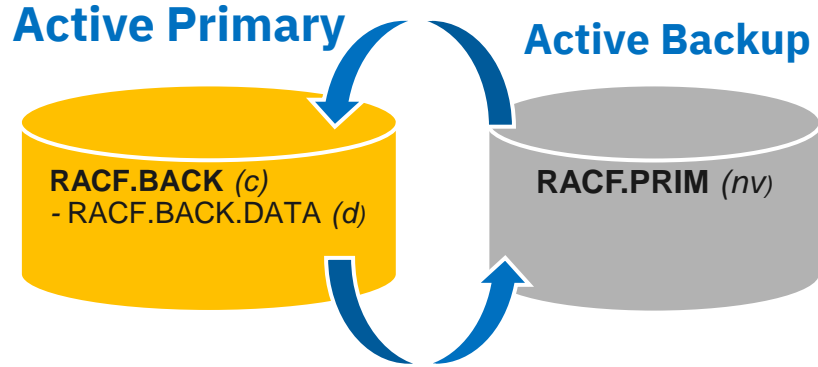 Active Primary
Active Backup
RACF.BACK (c)
- RACF.BACK.DATA (d)
RACF.PRIM (nv)